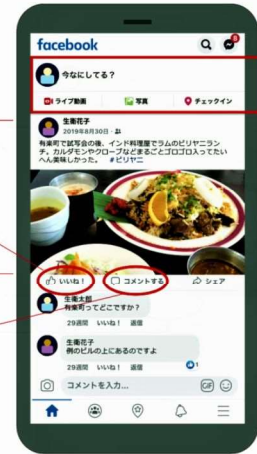 facebook
8
今なにしてる?
ライブ動画 写真 チェックイン
生衛花子
2019年8月30日
有楽町で試写会の後、インド料理屋でラムのビリヤニラン
チ。カルダモンやクローブなどまるごとゴロゴロ入ってたい
へん美味しかった。 #ビリヤニ
いいね! コメントする シェア
生衛太郎
有楽町ってどこですか?
29週間 いいね! 返信
生衛花子
例のビルの上にあるのですよ
29週間 いいね! 返信 1
コメントを入力... GIF